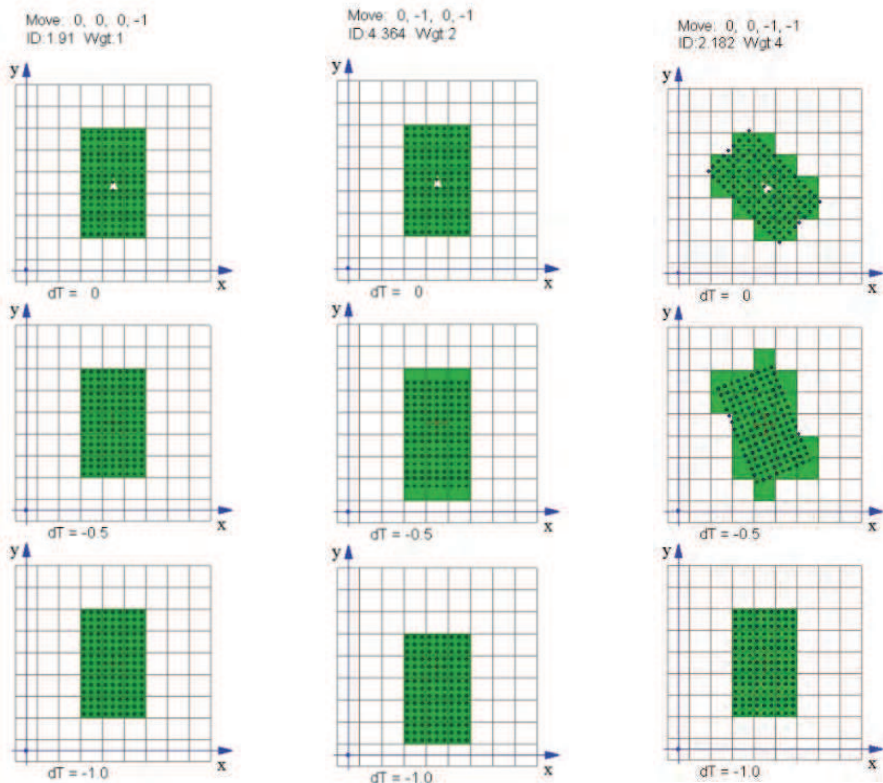 Move: 0, 0, 0, -1
ID:1.91 Wgt:1
y
x
dT = 0
y
x
dT = -0.5
y
x
dT = -1.0
Move: 0, -1, 0, -1
ID:4.364 Wgt:2
y
x
dT = 0
y
x
dT = -0.5
y
x
dT = -1.0
Move: 0, 0, -1, -1
ID:2.182 Wgt:4
y
x
dT = 0
y
x
dT = -0.5
y
x
dT = -1.0